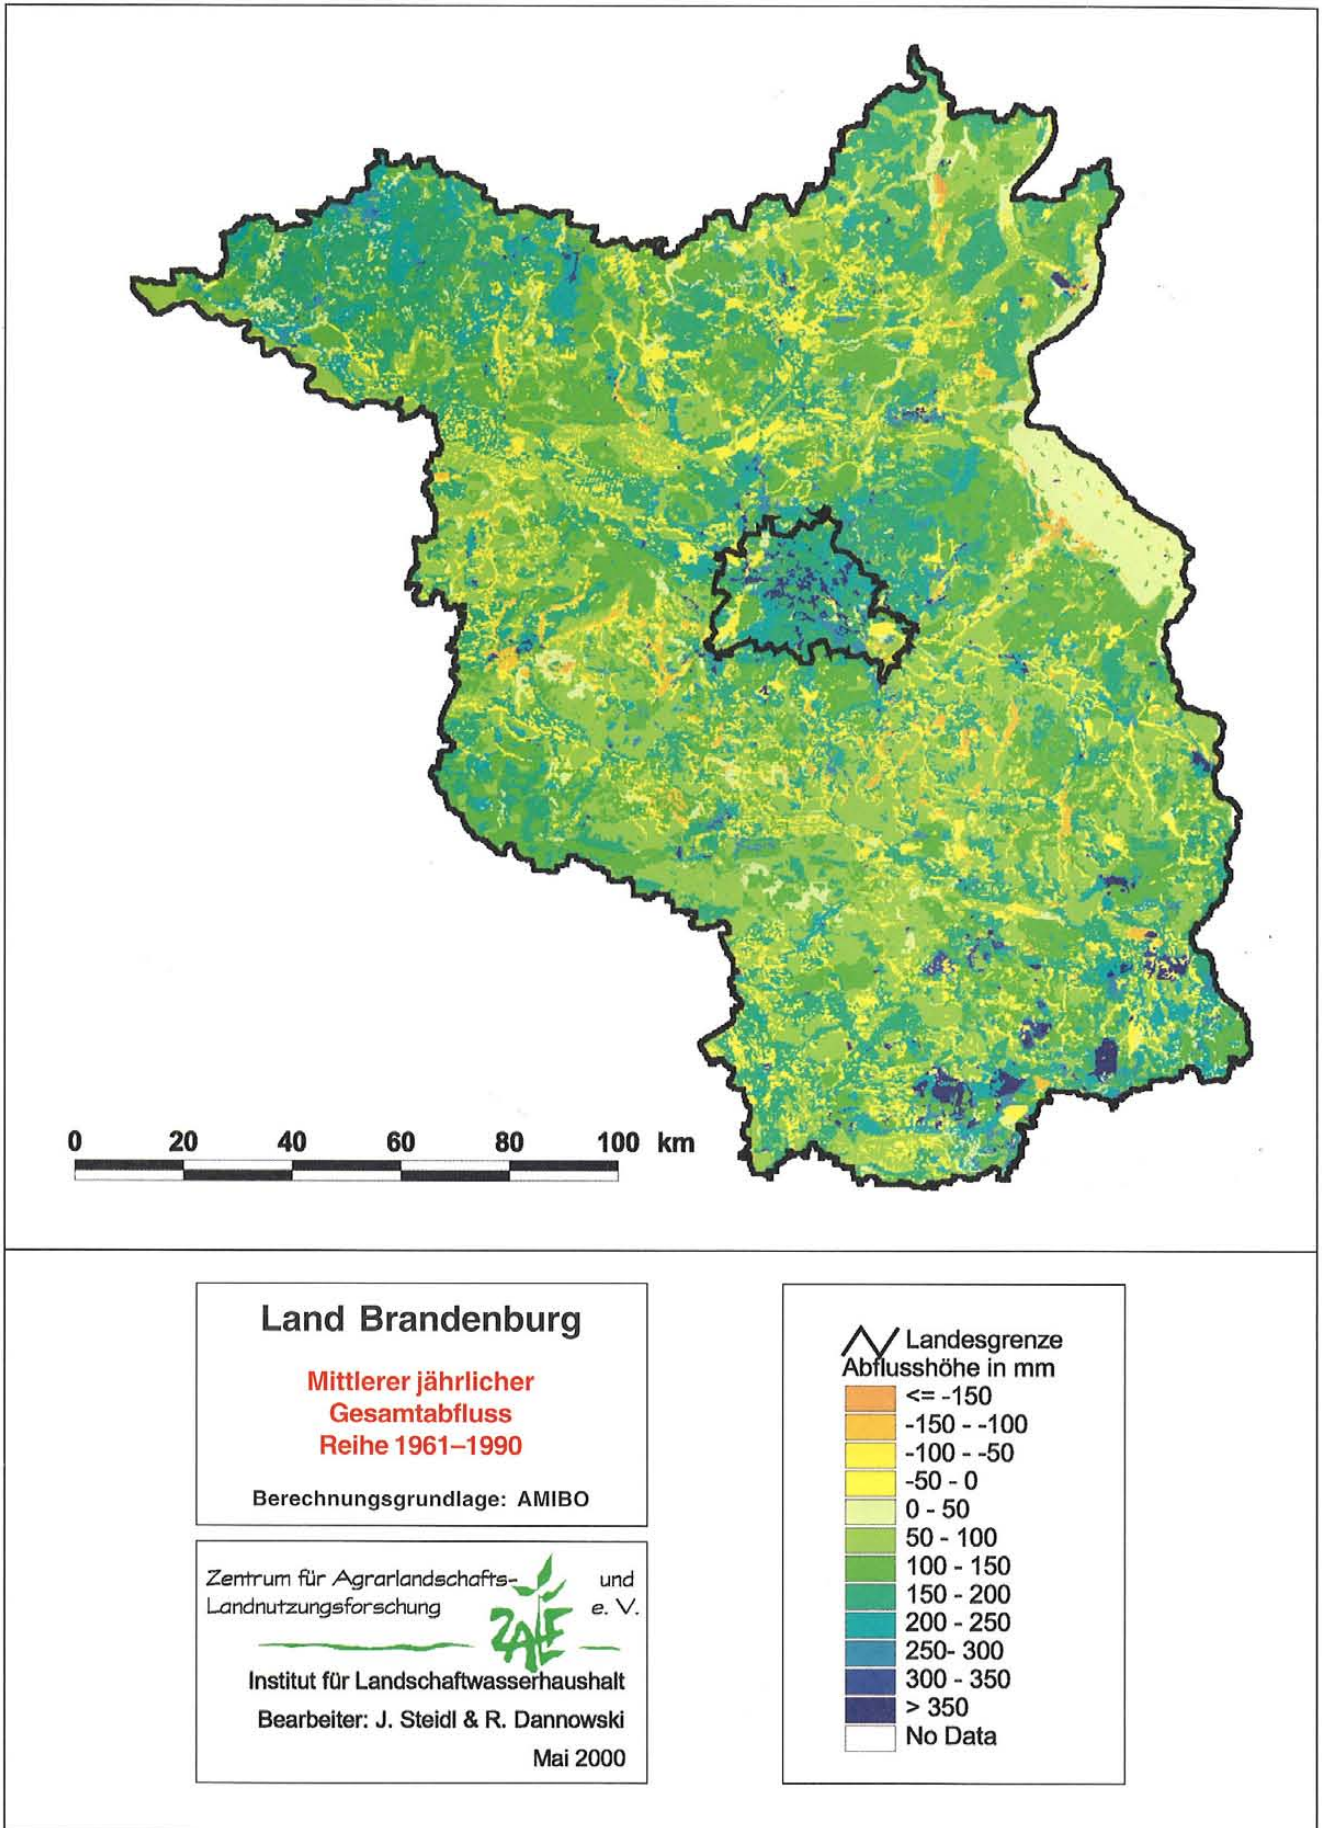 0 20 40 60 80 100 km
Land Brandenburg
Mittlerer jährlicher
Gesamtabfluss
Reihe 1961–1990
Berechnungsgrundlage: AMIBO
Zentrum für Agrarlandschafts- und
Landnutzungsforschung e. V.
ZALF
Institut für Landschaftwasserhaushalt
Bearbeiter: J. Steidl & R. Dannowski
Mai 2000
Landesgrenze
Abflusshöhe in mm
<= -150
-150 - -100
-100 - -50
-50 - 0
0 - 50
50 - 100
100 - 150
150 - 200
200 - 250
250- 300
300 - 350
> 350
No Data